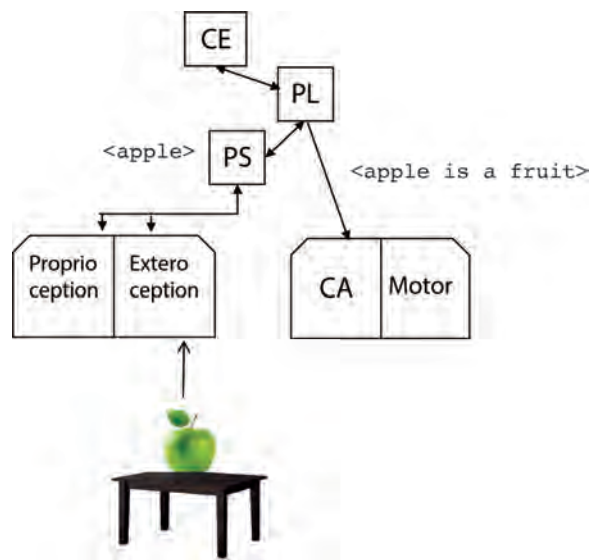 CE
PL
<apple>
PS
<apple is a fruit>
Proprio
ception
Extero
ception
CA
Motor